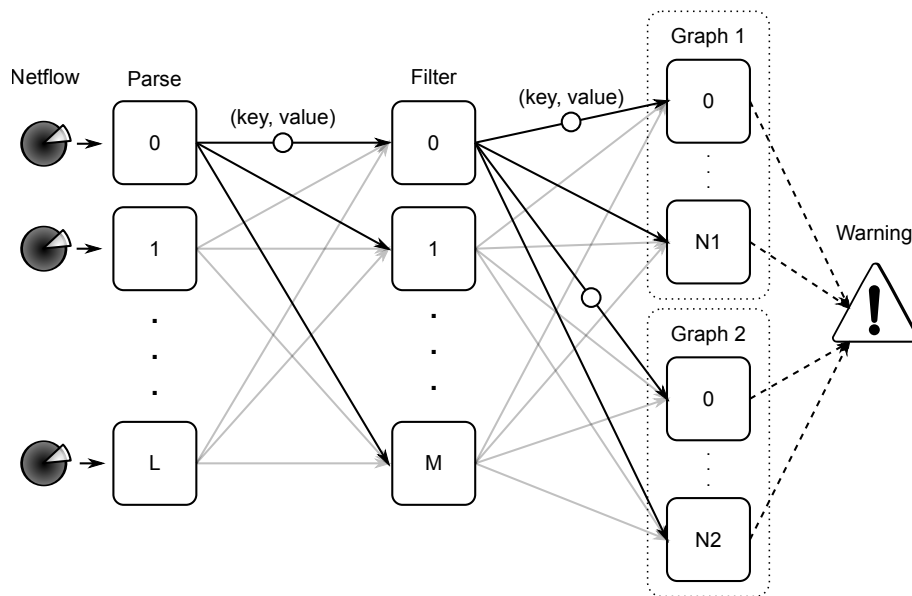 Netflow
Parse
Filter
Graph 1
(key, value)
(key, value)
0
0
0
1
1
N1
Warning
!
Graph 2
0
L
M
N2